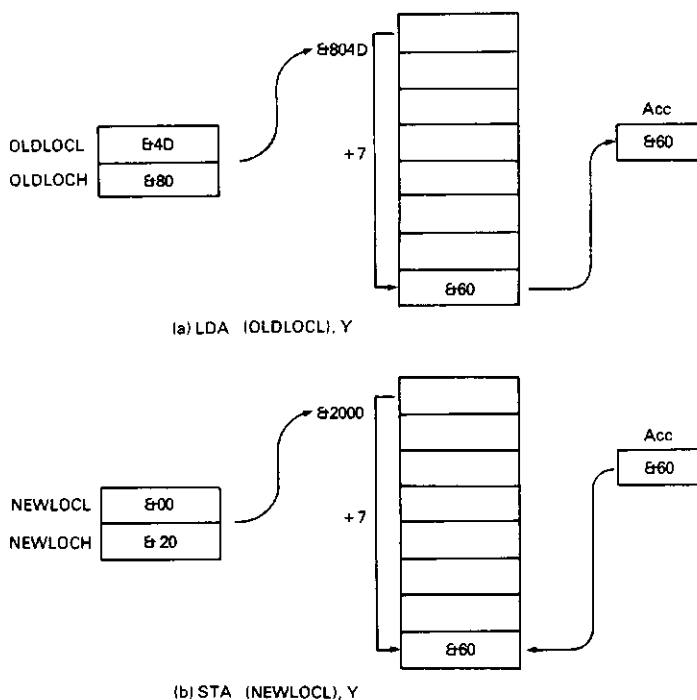 &804D
Acc
OLDLOCL &4D
&60
OLDLOCH &80
+7
&60
(a) LDA (OLDLOCL), Y
&2000
Acc
&60
NEWLOCL &00
NEWLOCH &20
+7
&60
(b) STA (NEWLOCL), Y